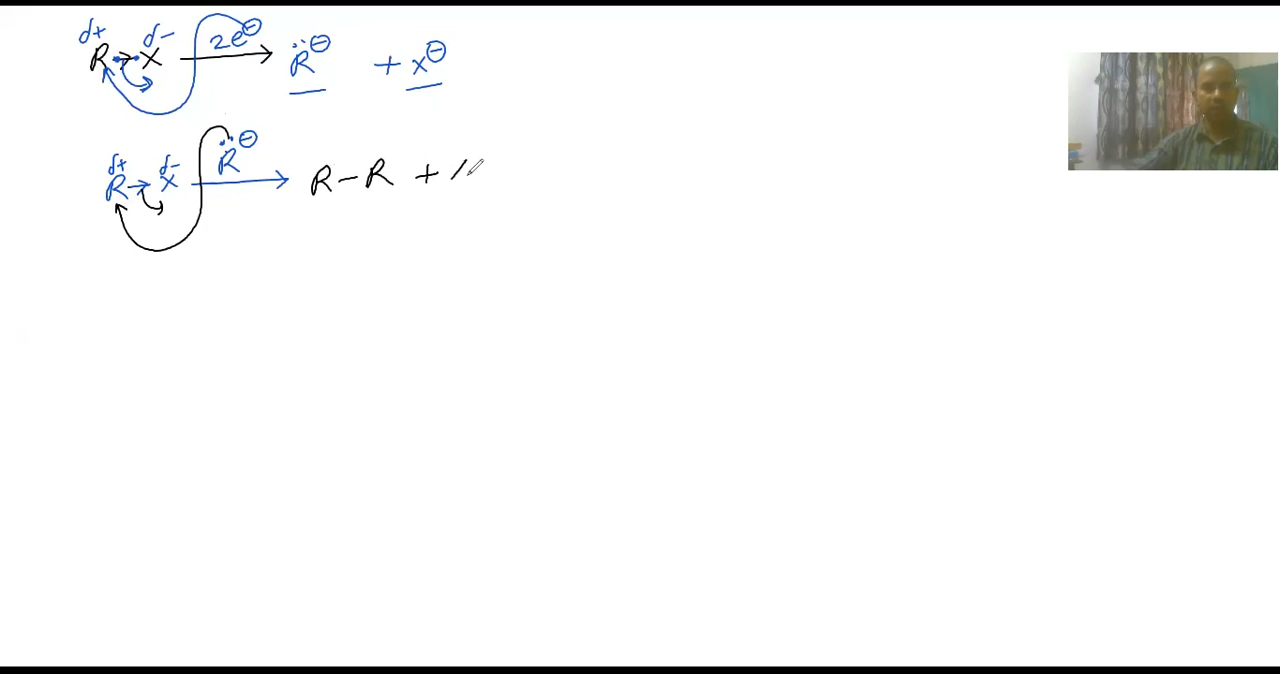 δ+ δ-
R → X 2e⊖ → R̈⊖ + X⊖
δ+ δ- R̈⊖
R → X → R - R +